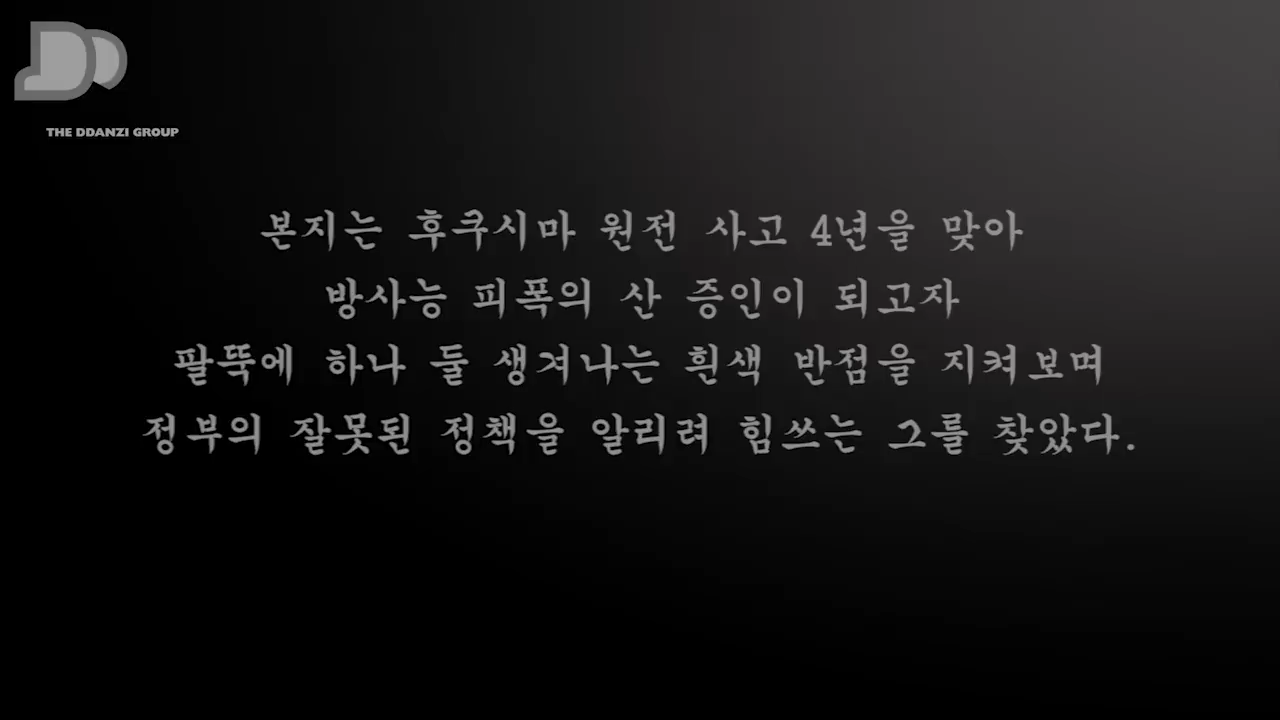 THE DDANZI GROUP
본지는 후쿠시마 원전 사고 4년을 맞아
방사능 피폭의 산 증인이 되고자
팔뚝에 하나 둘 생겨나는 흰색 반점을 지켜보며
정부의 잘못된 정책을 알리려 힘쓰는 그를 찾았다.